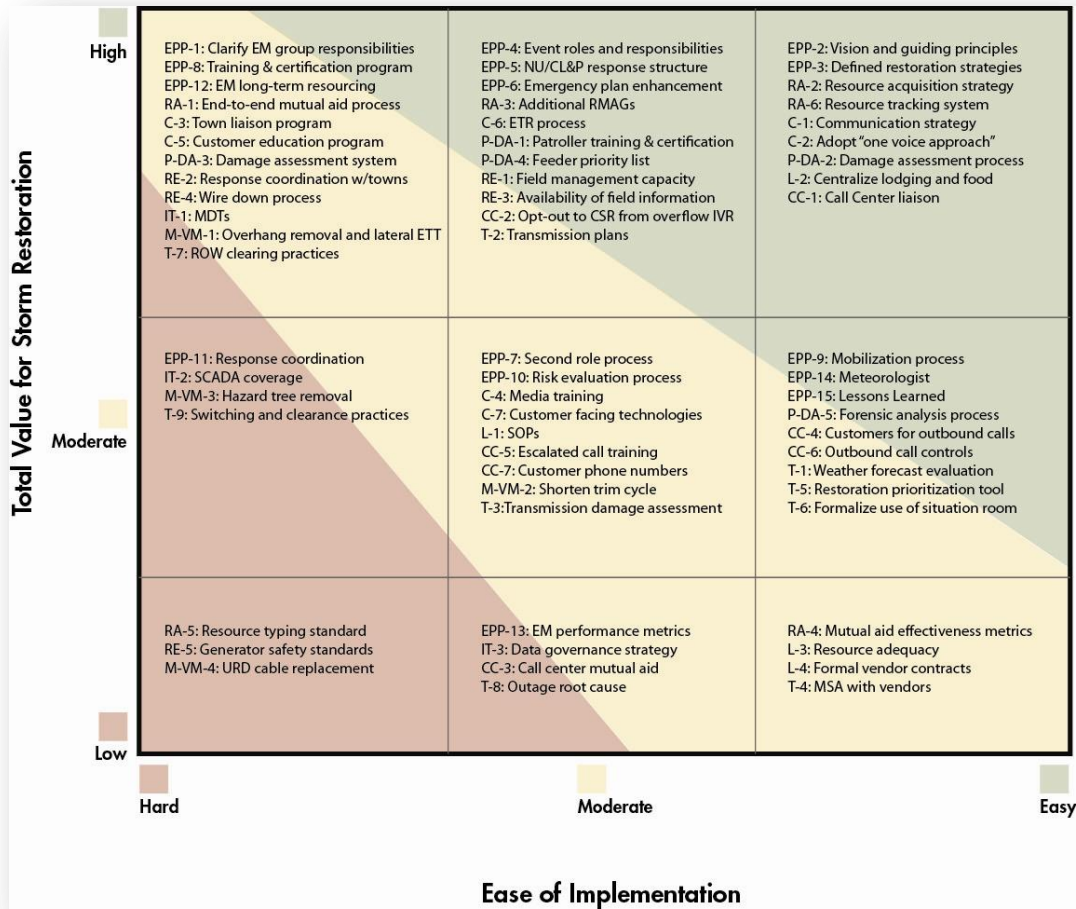 High
EPP-1: Clarify EM group responsibilities
EPP-8: Training & certification program
EPP-12: EM long-term resourcing
RA-1: End-to-end mutual aid process
C-3: Town liaison program
C-5: Customer education program
P-DA-3: Damage assessment system
RE-2: Response coordination w/towns
RE-4: Wire down process
IT-1: MDTs
M-VM-1: Overhang removal and lateral ETT
T-7: ROW clearing practices
EPP-4: Event roles and responsibilities
EPP-5: NU/CL&P response structure
EPP-6: Emergency plan enhancement
RA-3: Additional RMAGs
C-6: ETR process
P-DA-1: Patroller training & certification
P-DA-4: Feeder priority list
RE-1: Field management capacity
RE-3: Availability of field information
CC-2: Opt-out to CSR from overflow IVR
T-2: Transmission plans
EPP-2: Vision and guiding principles
EPP-3: Defined restoration strategies
RA-2: Resource acquisition strategy
RA-6: Resource tracking system
C-1: Communication strategy
C-2: Adopt "one voice approach"
P-DA-2: Damage assessment process
L-2: Centralize lodging and food
CC-1: Call Center liaison
Total Value for Storm Restoration
Moderate
EPP-11: Response coordination
IT-2: SCADA coverage
M-VM-3: Hazard tree removal
T-9: Switching and clearance practices
EPP-7: Second role process
EPP-10: Risk evaluation process
C-4: Media training
C-7: Customer facing technologies
L-1: SOPs
CC-5: Escalated call training
CC-7: Customer phone numbers
M-VM-2: Shorten trim cycle
T-3:Transmission damage assessment
EPP-9: Mobilization process
EPP-14: Meteorologist
EPP-15: Lessons Learned
P-DA-5: Forensic analysis process
CC-4: Customers for outbound calls
CC-6: Outbound call controls
T-1: Weather forecast evaluation
T-5: Restoration prioritization tool
T-6: Formalize use of situation room
RA-5: Resource typing standard
RE-5: Generator safety standards
M-VM-4: URD cable replacement
EPP-13: EM performance metrics
IT-3: Data governance strategy
CC-3: Call center mutual aid
T-8: Outage root cause
RA-4: Mutual aid effectiveness metrics
L-3: Resource adequacy
L-4: Formal vendor contracts
T-4: MSA with vendors
Low
Hard
Moderate
Easy
Ease of Implementation